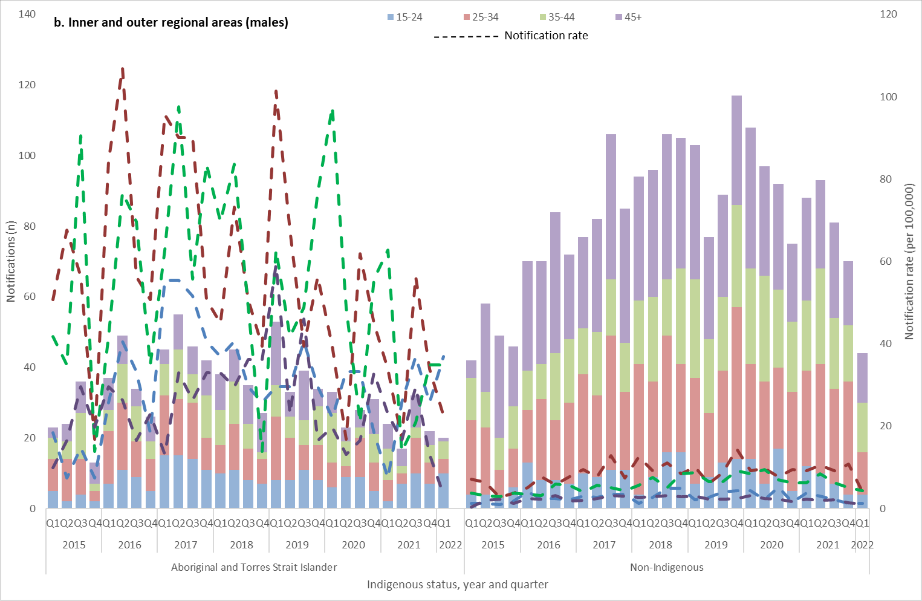 b. Inner and outer regional areas (males)
15-24 25-34 35-44 45+
Notification rate
140
120
100
80
60
40
20
0
Notifications (n)
120
100
80
60
40
20
0
Notification rate (per 100,000)
Q1Q2Q3Q4Q1Q2Q3Q4Q1Q2Q3Q4Q1Q2Q3Q4Q1Q2Q3Q4Q1Q2Q3Q4Q1Q2Q3Q4Q1 Q1Q2Q3Q4Q1Q2Q3Q4Q1Q2Q3Q4Q1Q2Q3Q4Q1Q2Q3Q4Q1Q2Q3Q4Q1Q2Q3Q4Q1
2015 2016 2017 2018 2019 2020 2021 2022 2015 2016 2017 2018 2019 2020 2021 2022
Aboriginal and Torres Strait Islander Non-Indigenous
Indigenous status, year and quarter